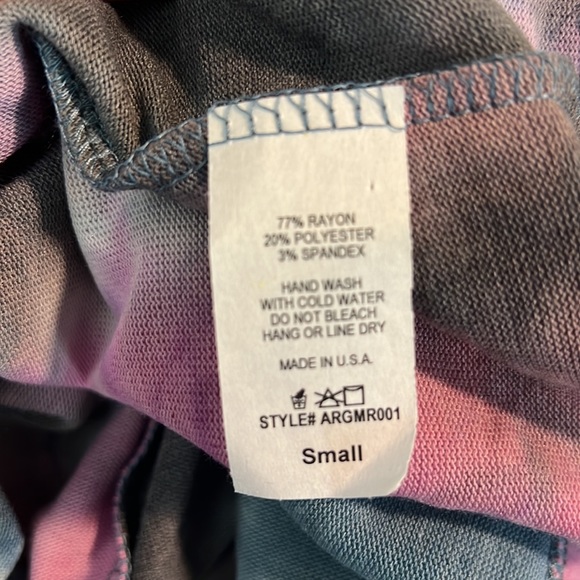 77% RAYON
20% POLYESTER
3% SPANDEX
HAND WASH
WITH COLD WATER
DO NOT BLEACH
HANG OR LINE DRY
MADE IN U.S.A.
STYLE# ARGMR001
Small